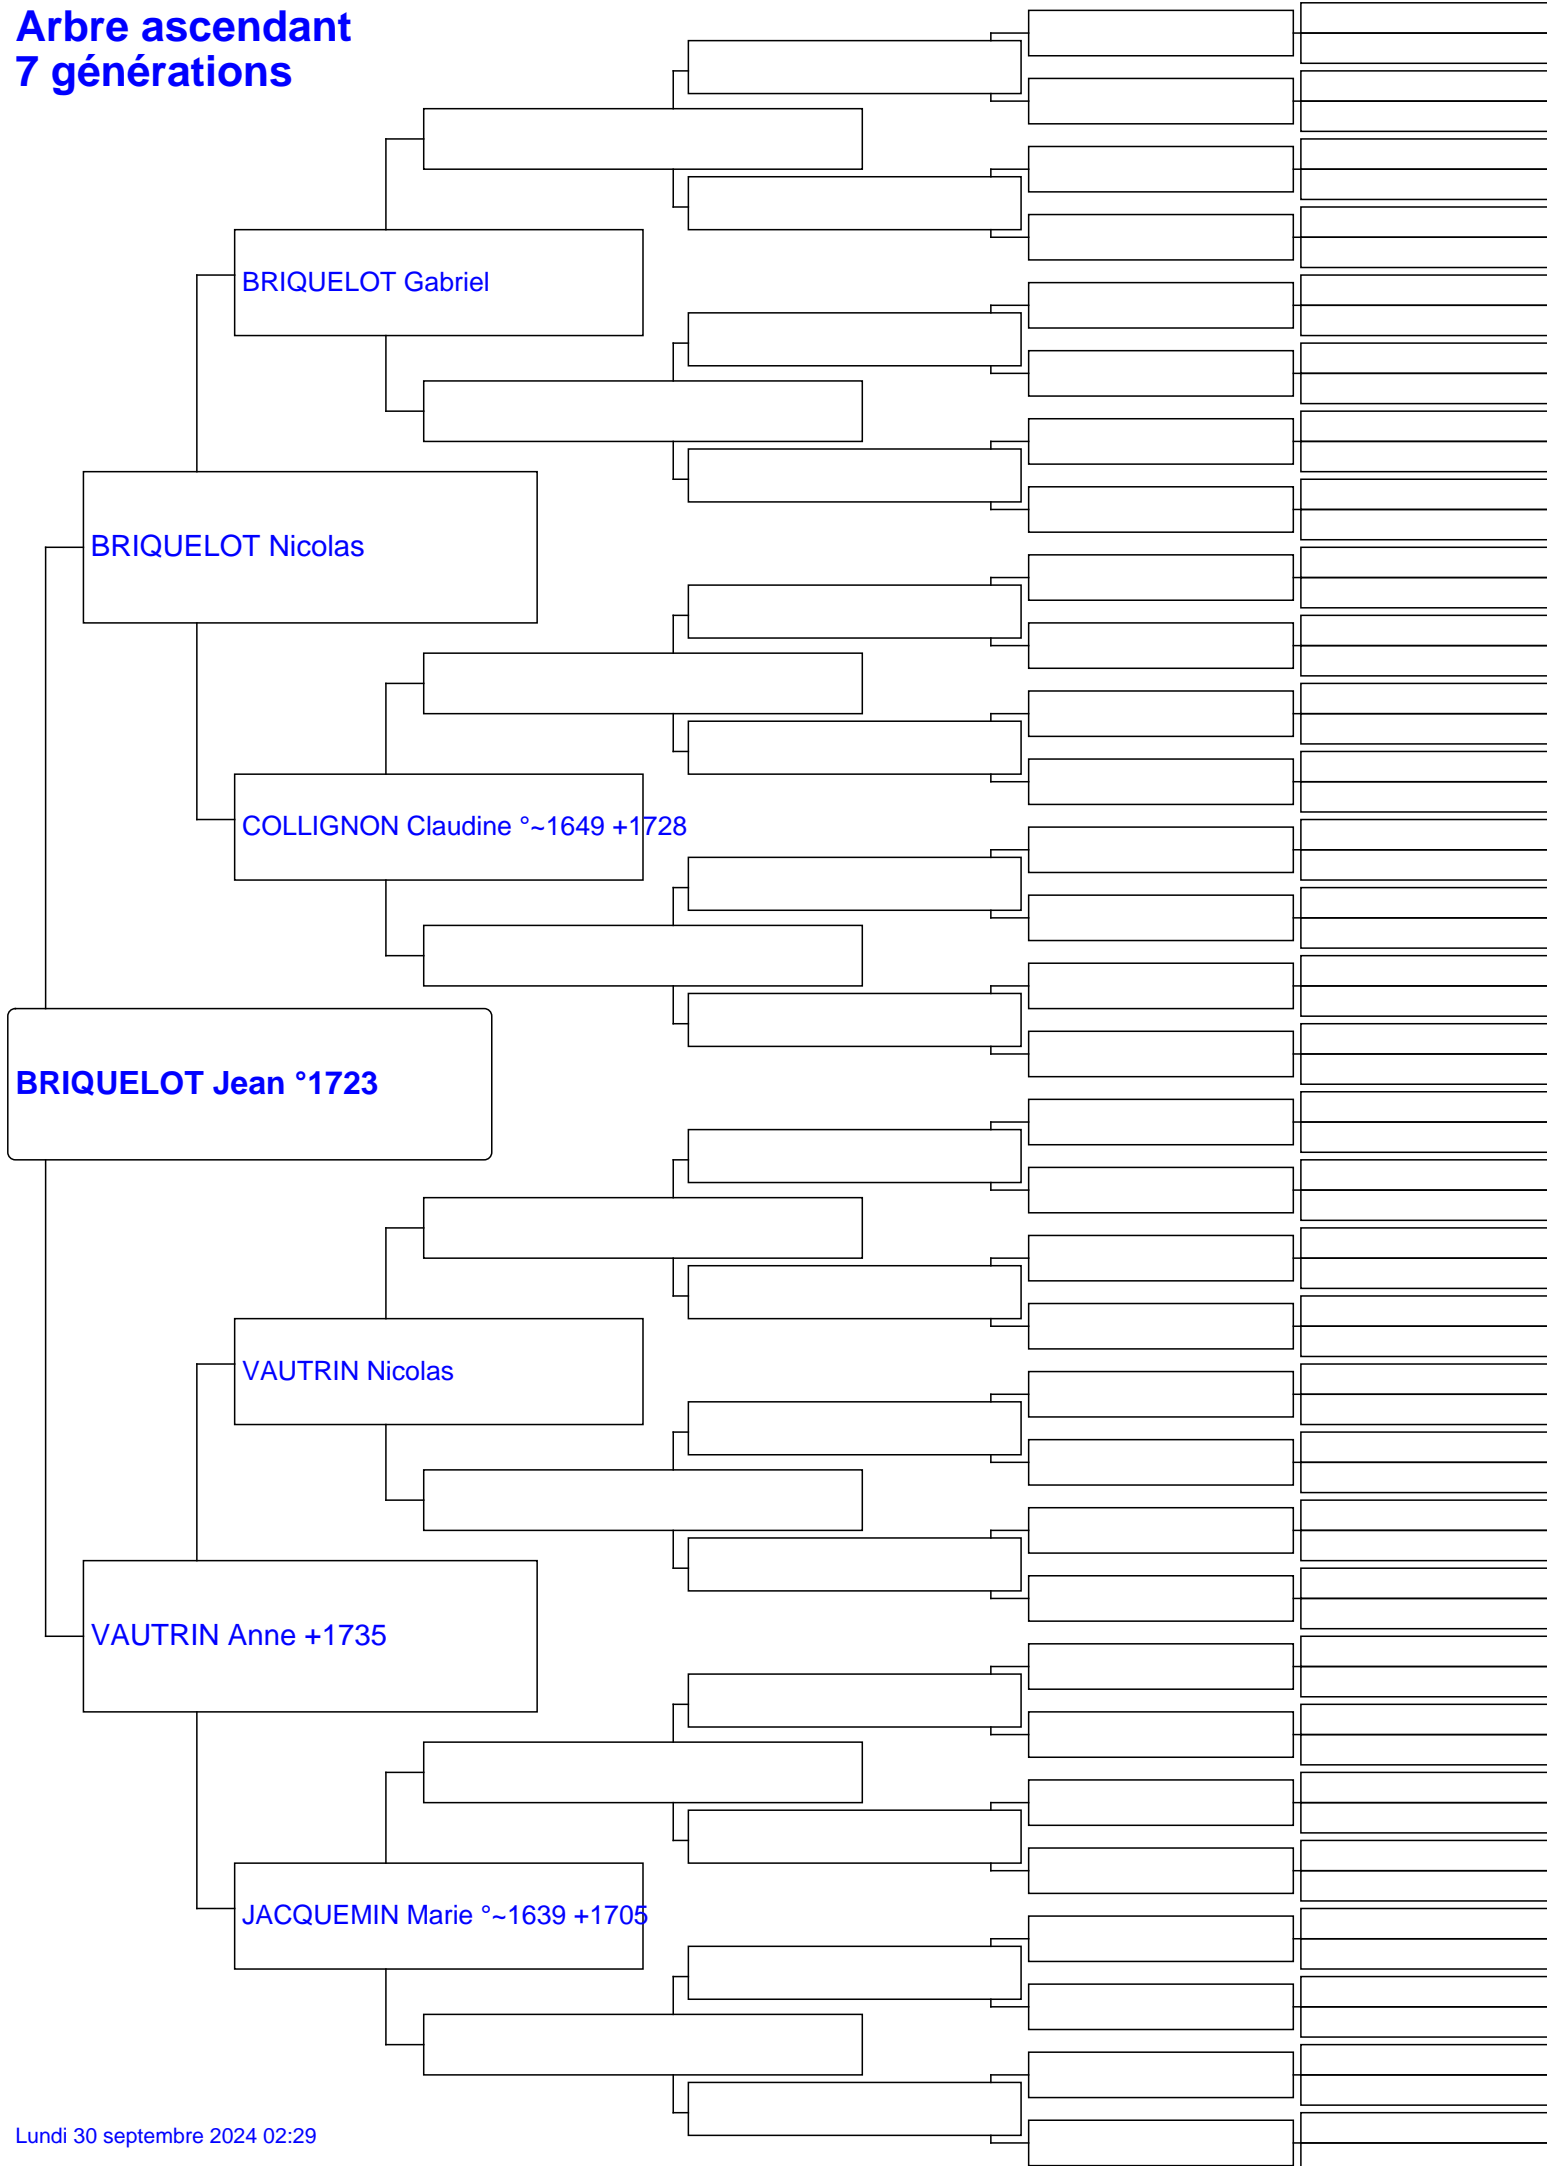 Arbre ascendant
7 générations
BRIQUELOT Gabriel
BRIQUELOT Nicolas
COLLIGNON Claudine °~1649 +1728
BRIQUELOT Jean °1723
VAUTRIN Nicolas
VAUTRIN Anne +1735
JACQUEMIN Marie °~1639 +1705
Lundi 30 septembre 2024 02:29